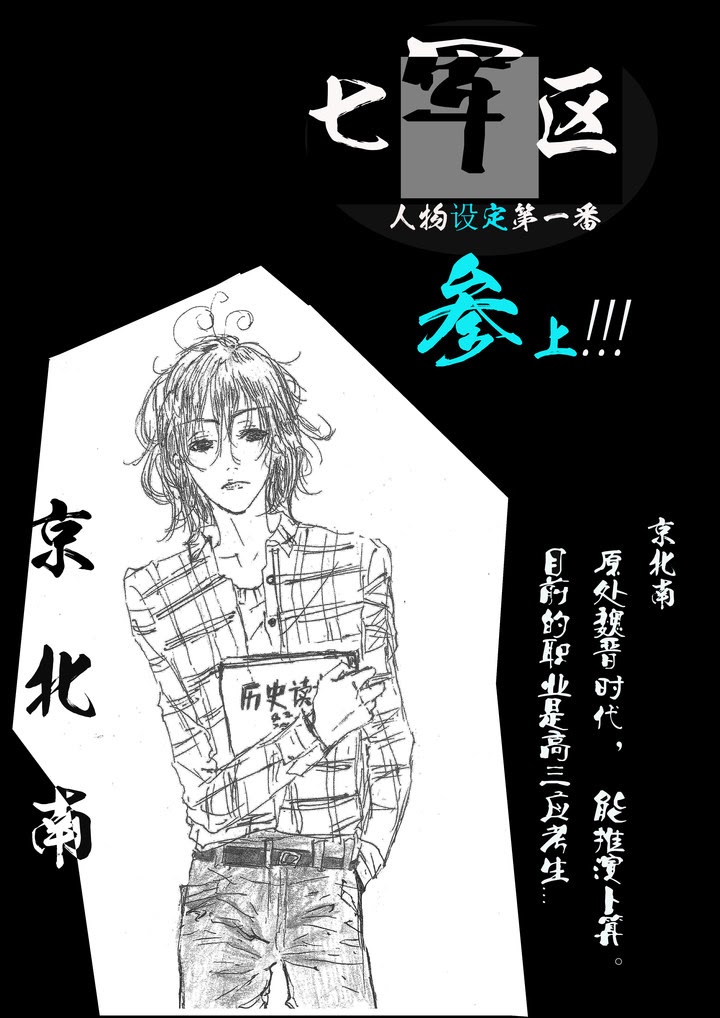 七军区
人物设定第一番
参上!!!
京北南
京北南
原处魏晋时代，能推演卜算。
目前的职业是高三应考生...
历史读